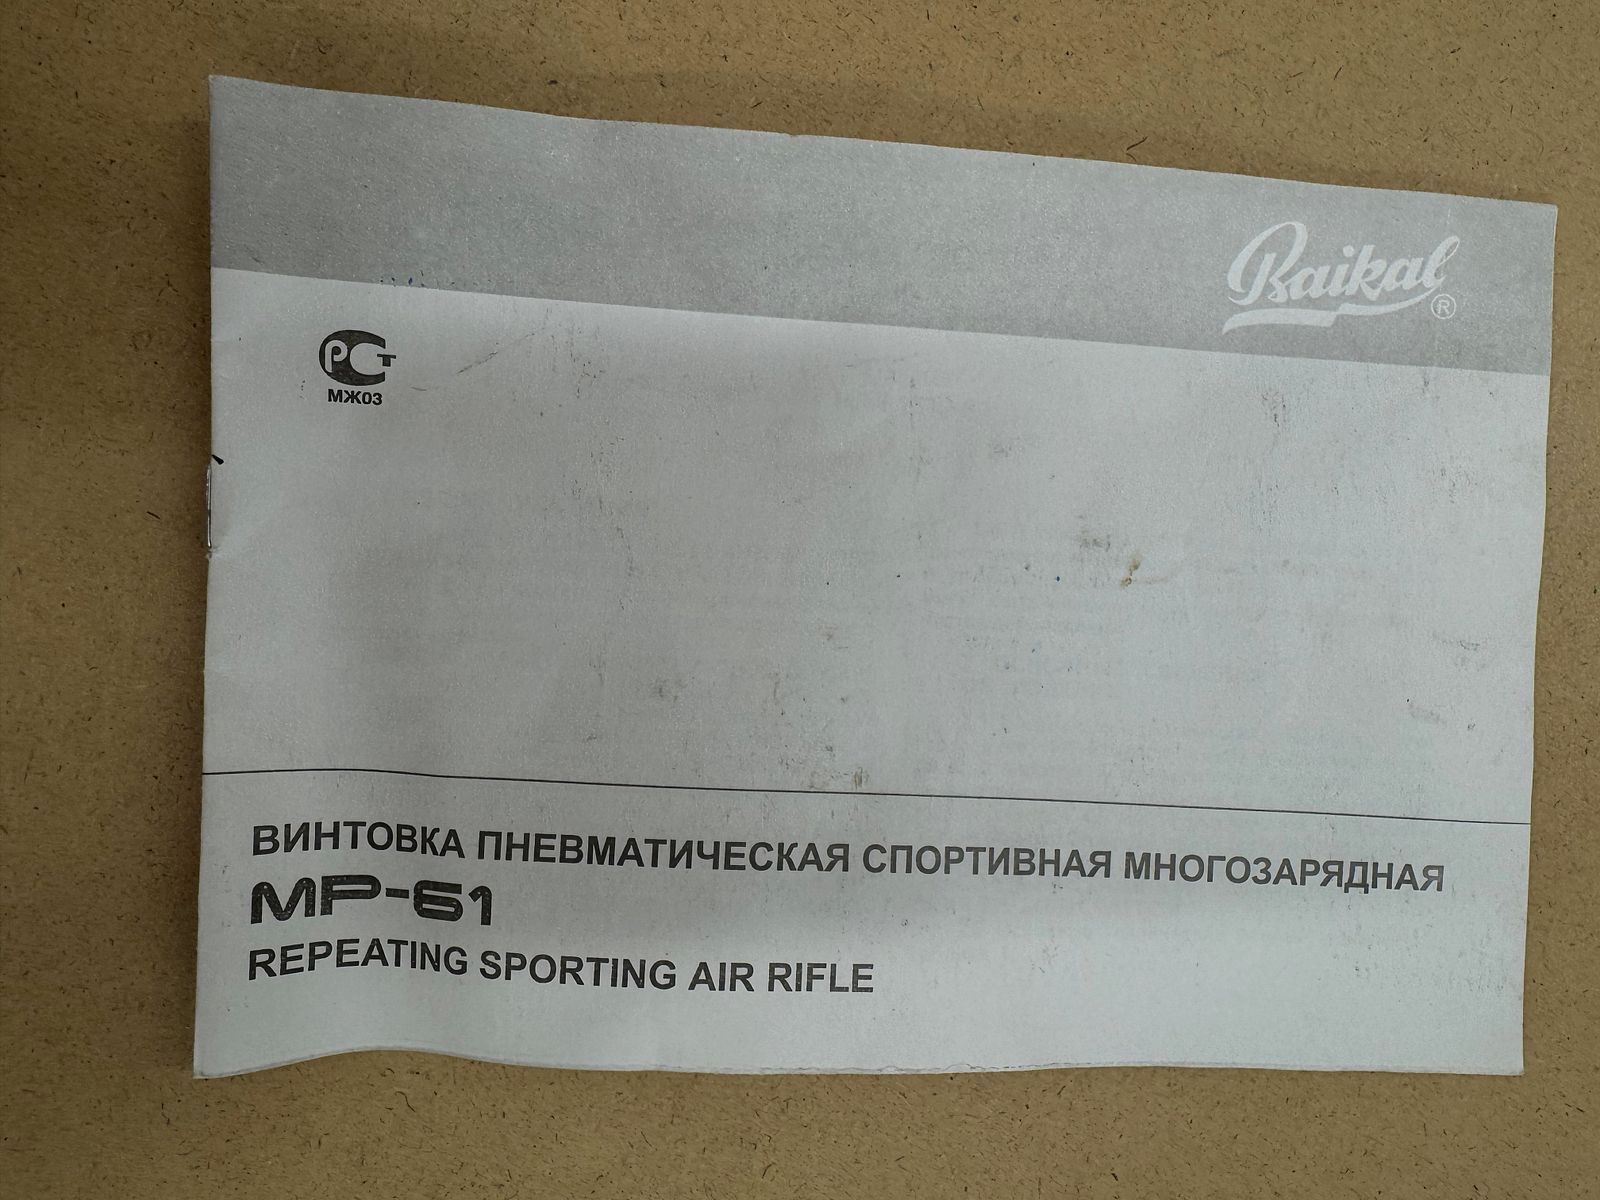 Baikal ®
РСТ
МЖ03
ВИНТОВКА ПНЕВМАТИЧЕСКАЯ СПОРТИВНАЯ МНОГОЗАРЯДНАЯ
МР-61
REPEATING SPORTING AIR RIFLE